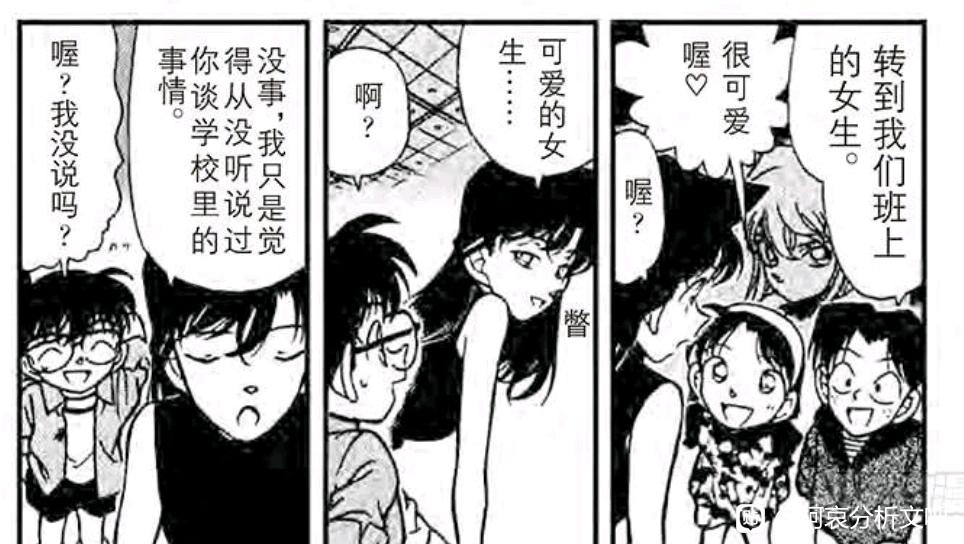 转到我们班上
的女生。
很可爱
喔♡
喔？
可爱的女
生……
啊？
瞥
没事，我只是觉
得从没听说过
你谈学校里的
事情。
喔？我没说吗？
阿哀分析文